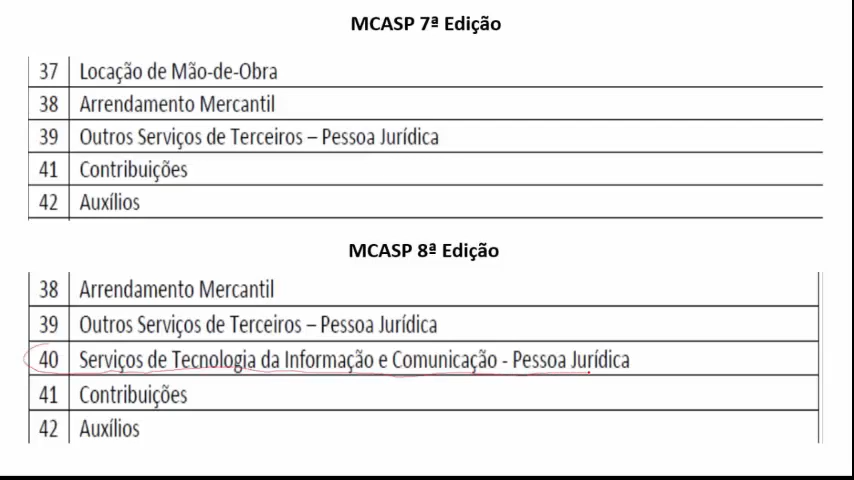 MCASP 7ª Edição
37 Locação de Mão-de-Obra
38 Arrendamento Mercantil
39 Outros Serviços de Terceiros – Pessoa Jurídica
41 Contribuições
42 Auxílios
MCASP 8ª Edição
38 Arrendamento Mercantil
39 Outros Serviços de Terceiros – Pessoa Jurídica
40 Serviços de Tecnologia da Informação e Comunicação - Pessoa Jurídica
41 Contribuições
42 Auxílios